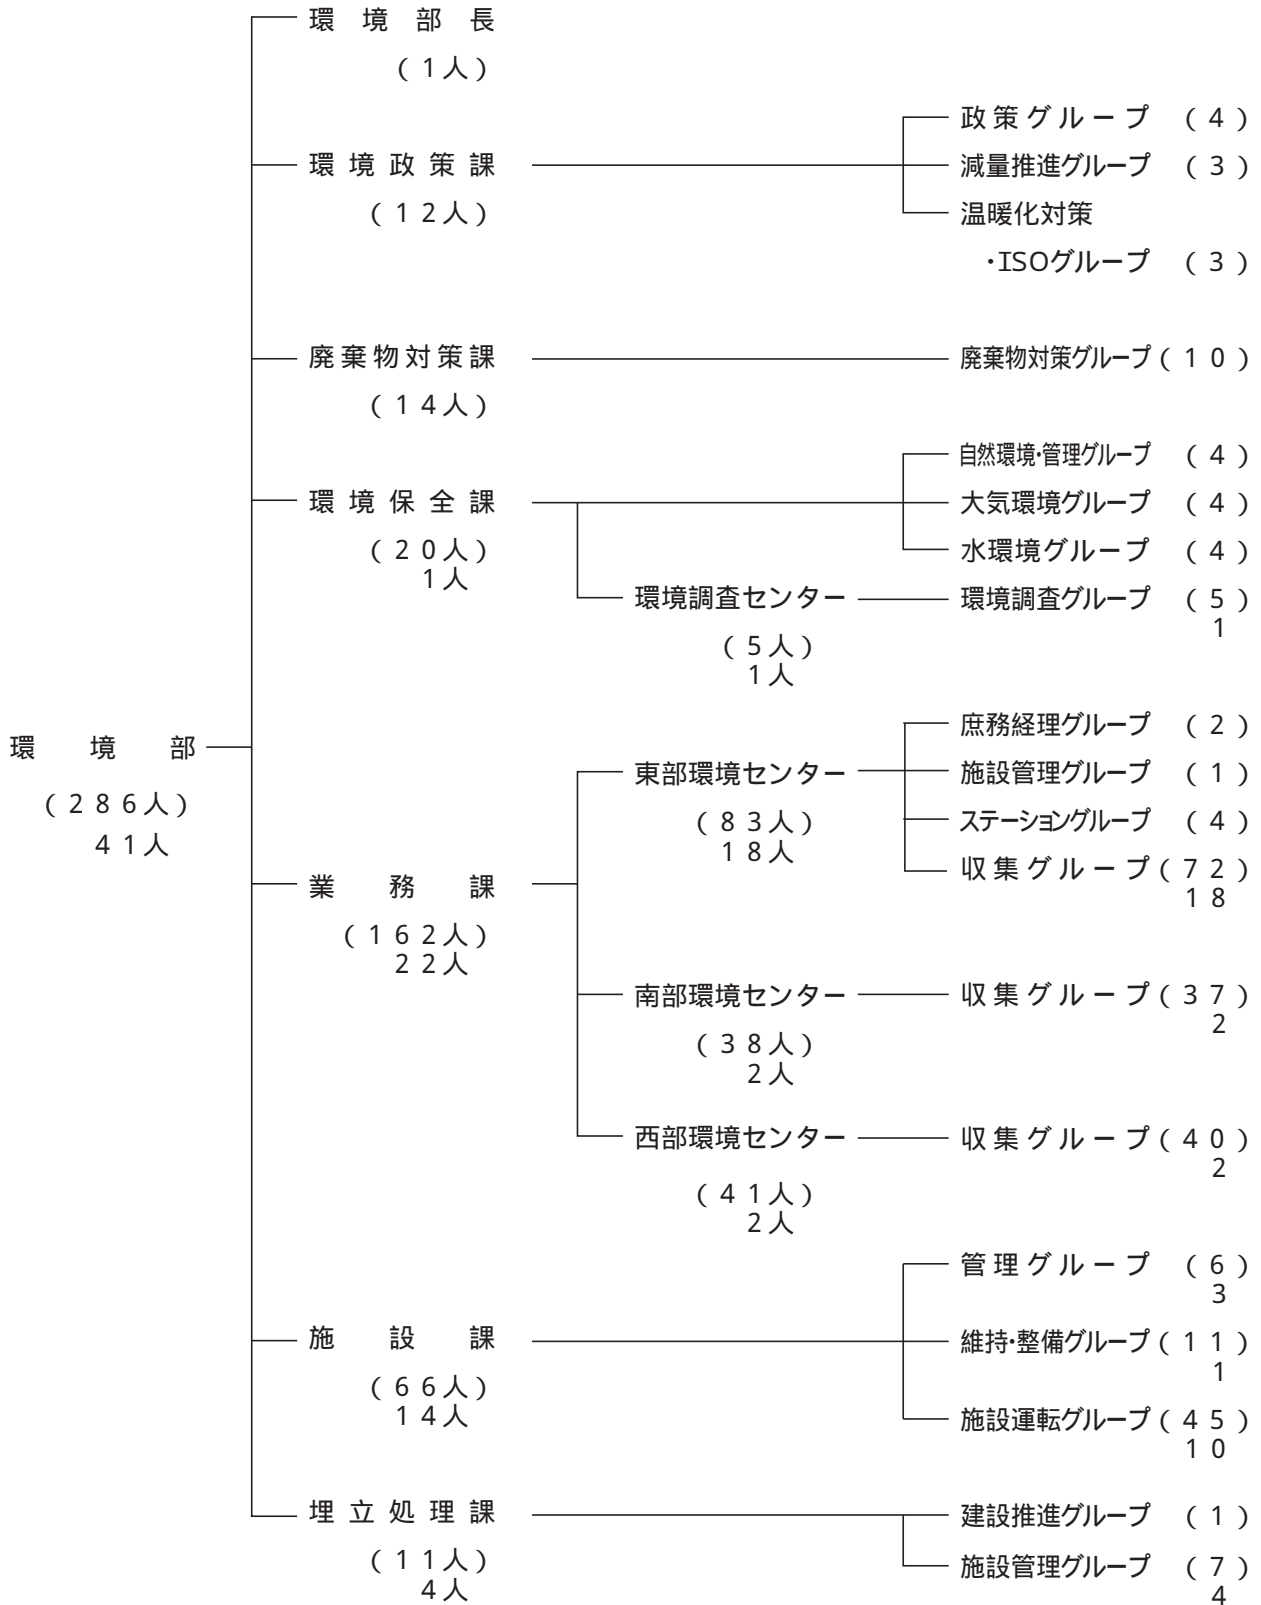 環境部長
(1人)
政策グループ (4)
環境政策課
減量推進グループ (3)
(12人)
温暖化対策
・ISOグループ (3)
廃棄物対策課
廃棄物対策グループ(10)
(14人)
自然環境・管理グループ (4)
環境保全課
大気環境グループ (4)
(20人)
水環境グループ (4)
1人
環境調査センター
環境調査グループ (5)
1
(5人)
1人
庶務経理グループ (2)
環境部
東部環境センター
施設管理グループ (1)
(286人)
(83人)
ステーショングループ (4)
41人
18人
業務課
収集グループ(72)
18
(162人)
22人
南部環境センター
収集グループ(37)
2
(38人)
2人
西部環境センター
収集グループ(40)
2
(41人)
2人
管理グループ (6)
3
施設課
維持・整備グループ(11)
1
(66人)
14人
施設運転グループ(45)
10
埋立処理課
建設推進グループ (1)
(11人)
施設管理グループ (7)
4人
4